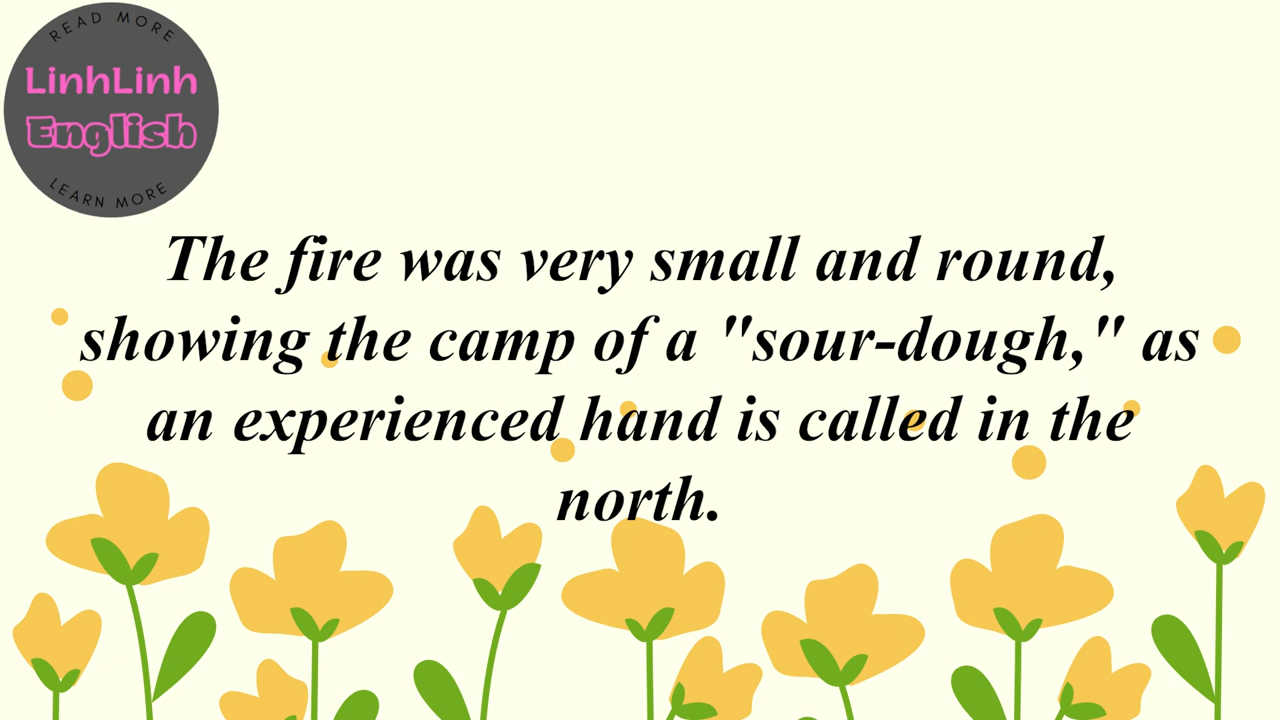 READ MORE
LinhLinh
English
LEARN MORE
The fire was very small and round,
showing the camp of a "sour-dough," as
an experienced hand is called in the
north.